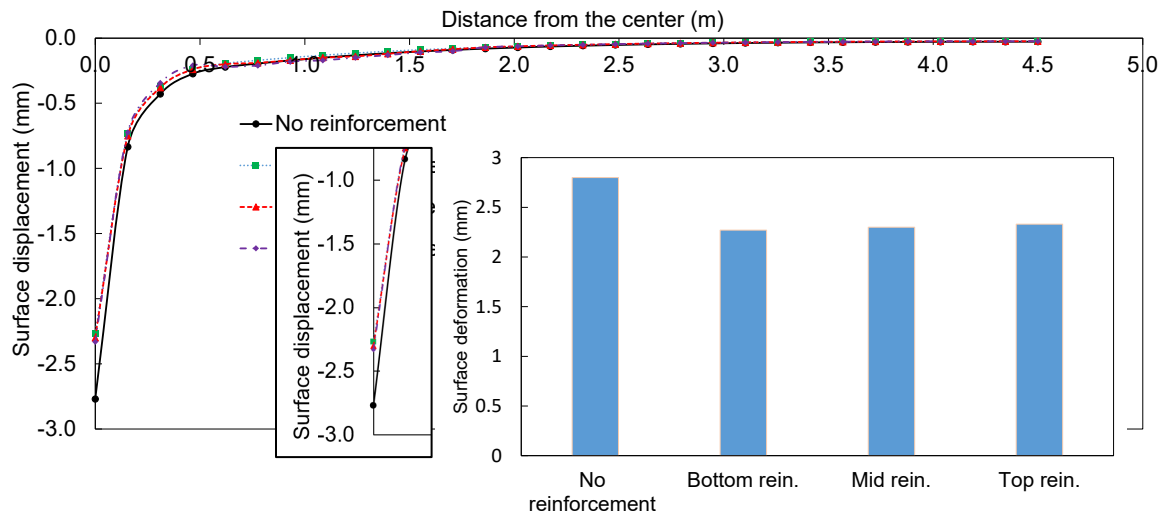 Distance from the center (m)
0.0
0.0 0.5 1.0 1.5 2.0 2.5 3.0 3.5 4.0 4.5 5.0
-0.5
-1.0
-1.5
-2.0
-2.5
-3.0
Surface displacement (mm)
No reinforcement
Surface displacement (mm)
-1.0
-1.5
-2.0
-2.5
-3.0
Surface deformation (mm)
3
2.5
2
1.5
1
0.5
0
No
reinforcement
Bottom rein.
Mid rein.
Top rein.